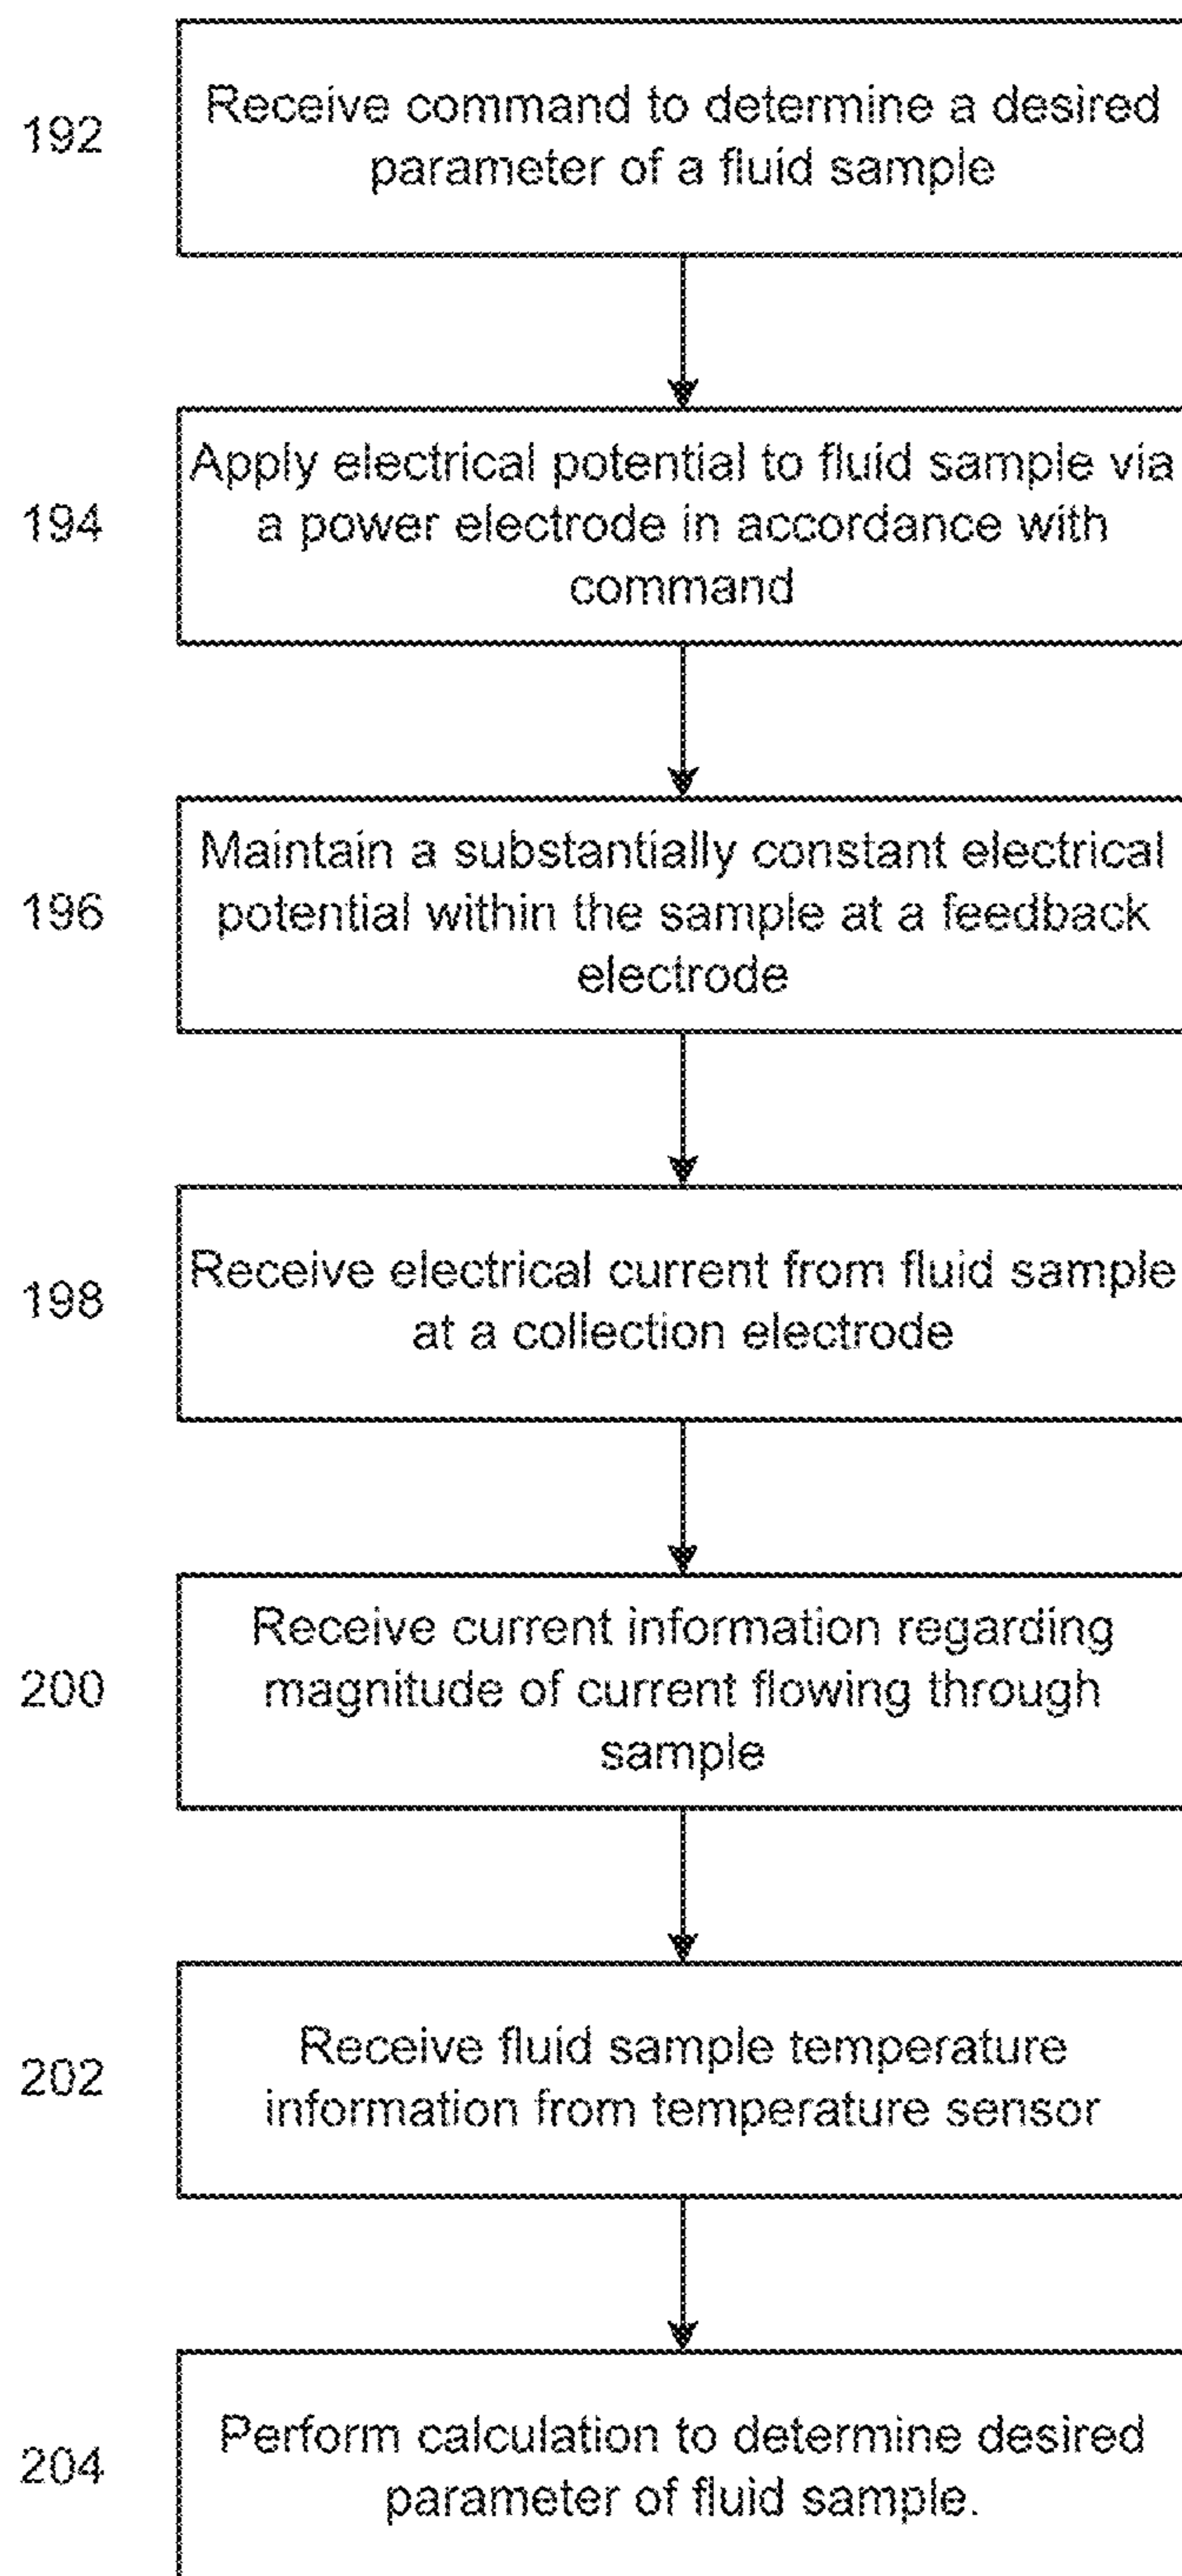 192
Receive command to determine a desired
parameter of a fluid sample
194
Apply electrical potential to fluid sample via
a power electrode in accordance with
command
196
Maintain a substantially constant electrical
potential within the sample at a feedback
electrode
198
Receive electrical current from fluid sample
at a collection electrode
200
Receive current information regarding
magnitude of current flowing through
sample
202
Receive fluid sample temperature
information from temperature sensor
204
Perform calculation to determine desired
parameter of fluid sample.